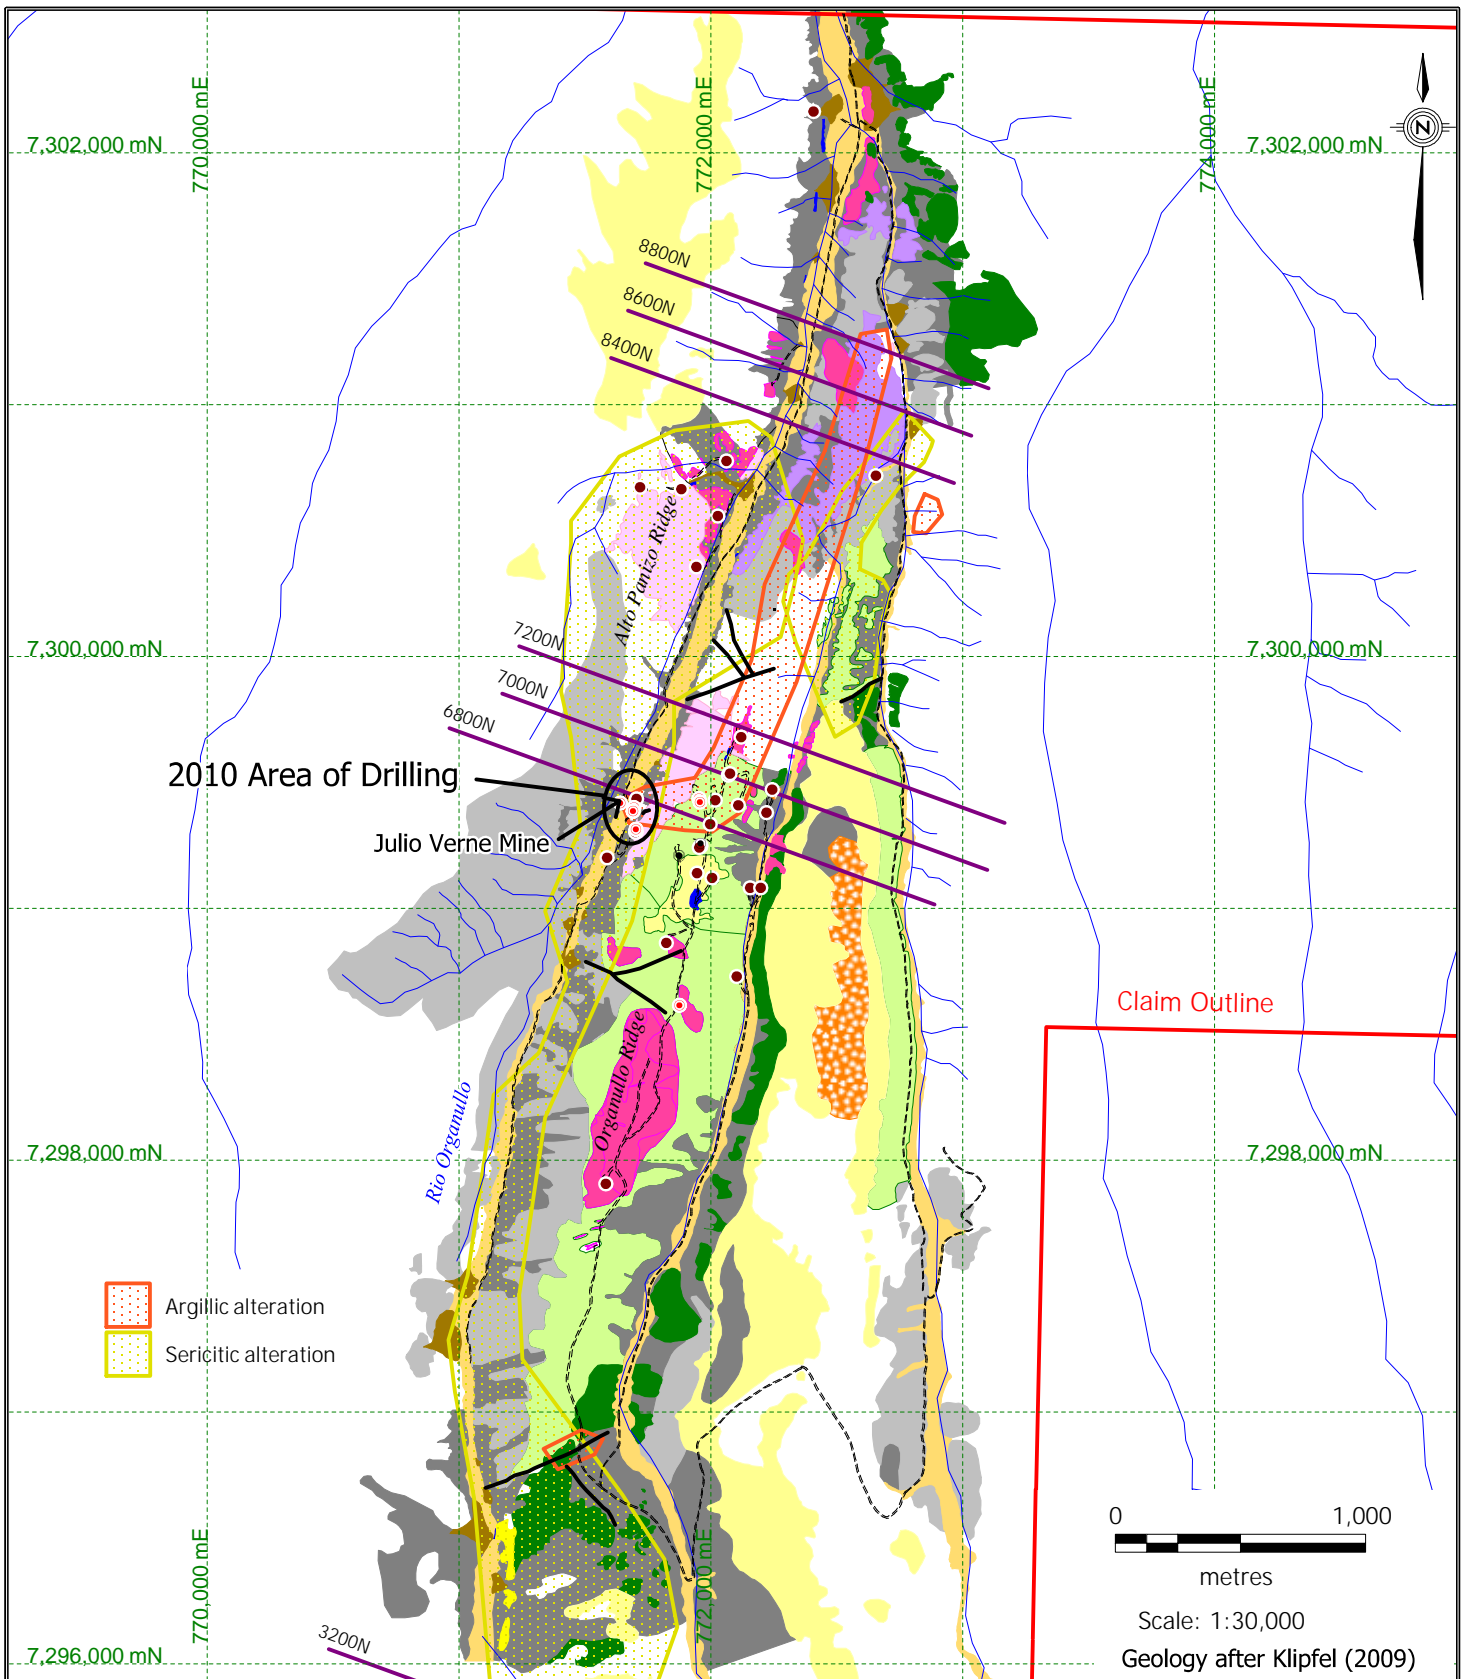 770,000 mE
772,000 mE
774,000 mE
N
7,302,000 mN
7,302,000 mN
8800N
8600N
8400N
Alto Panizo Ridge
7200N
7,300,000 mN
7,300,000 mN
7000N
6800N
2010 Area of Drilling
Julio Verne Mine
Claim Outline
Organullo Ridge
Rio Organullo
7,298,000 mN
7,298,000 mN
Argillic alteration
Sericitic alteration
0 1,000
metres
Scale: 1:30,000
770,000 mE
772,000 mE
3200N
7,296,000 mN
Geology after Klipfel (2009)